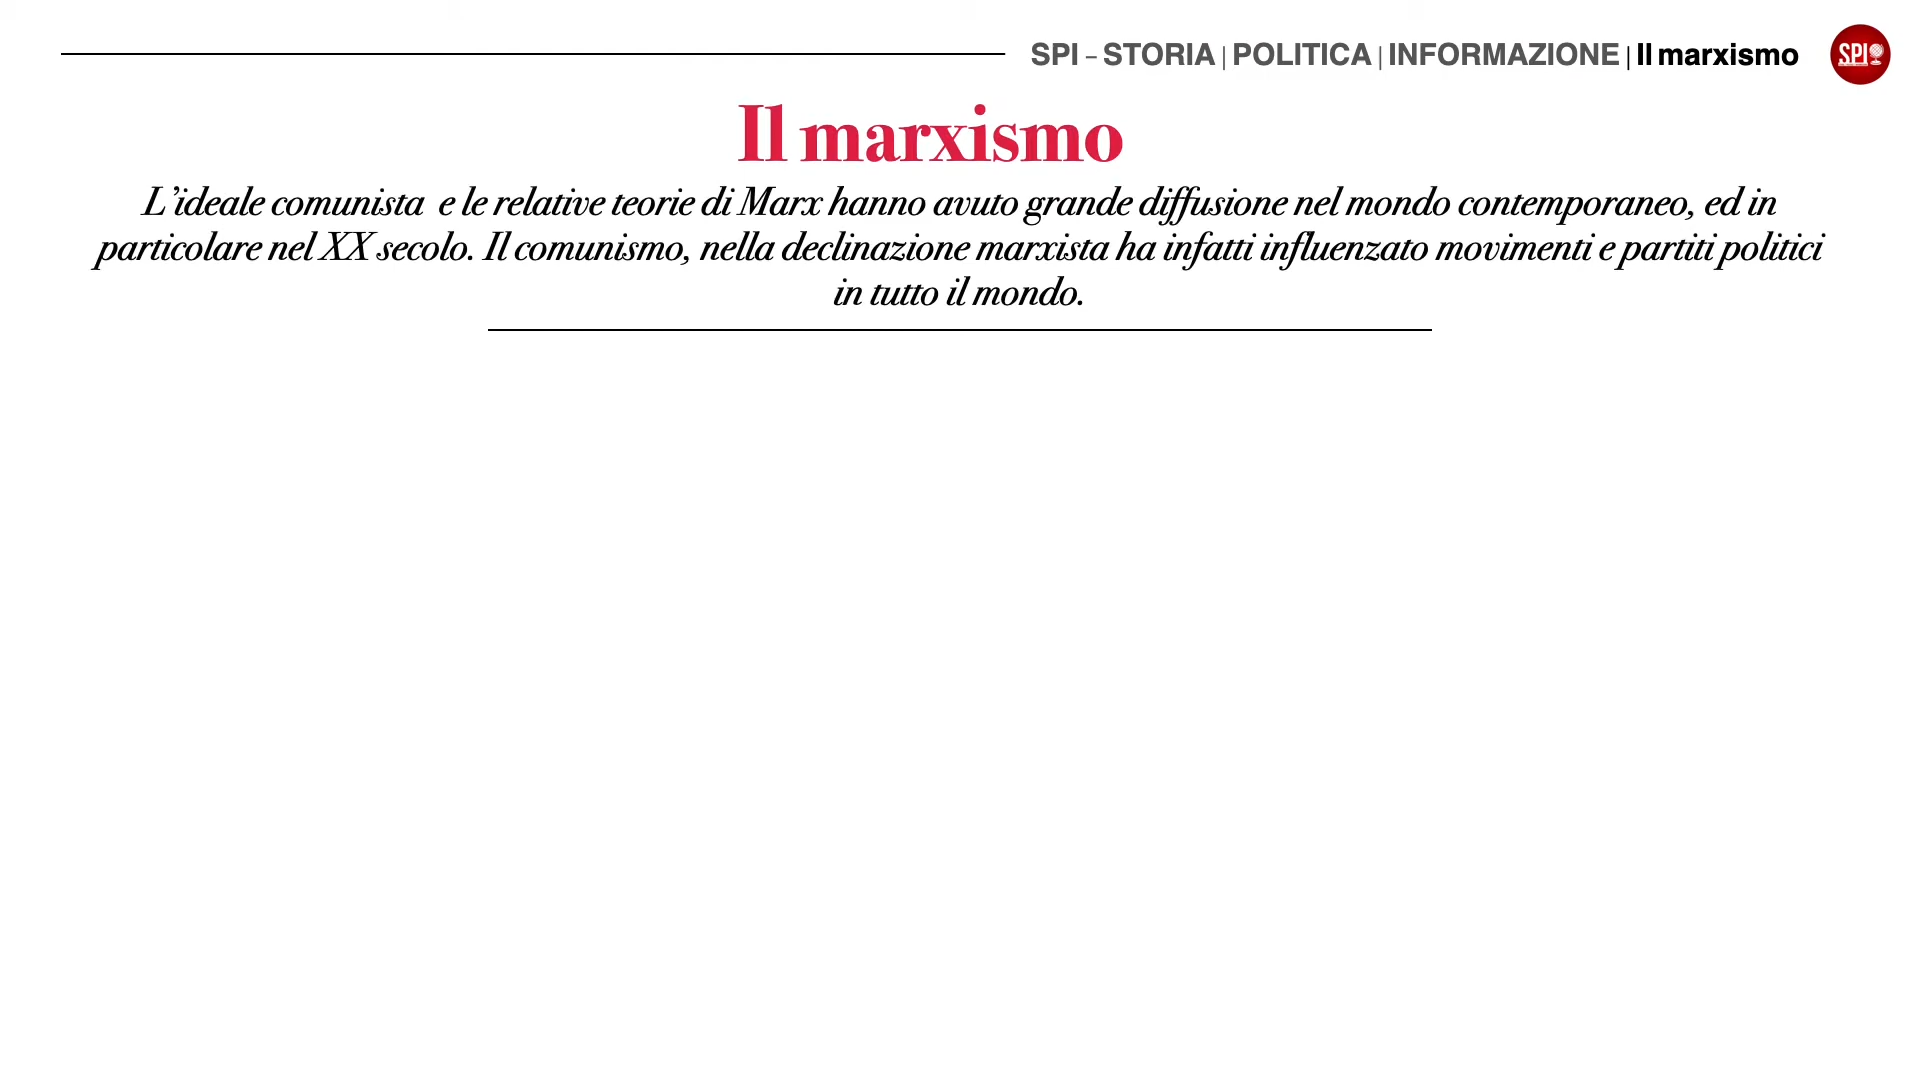 SPI – STORIA | POLITICA | INFORMAZIONE | Il marxismo
SPI
Il marxismo
L’ideale comunista  e le relative teorie di Marx hanno avuto grande diffusione nel mondo contemporaneo, ed in
particolare nel XX secolo. Il comunismo, nella declinazione marxista ha infatti influenzato movimenti e partiti politici
in tutto il mondo.